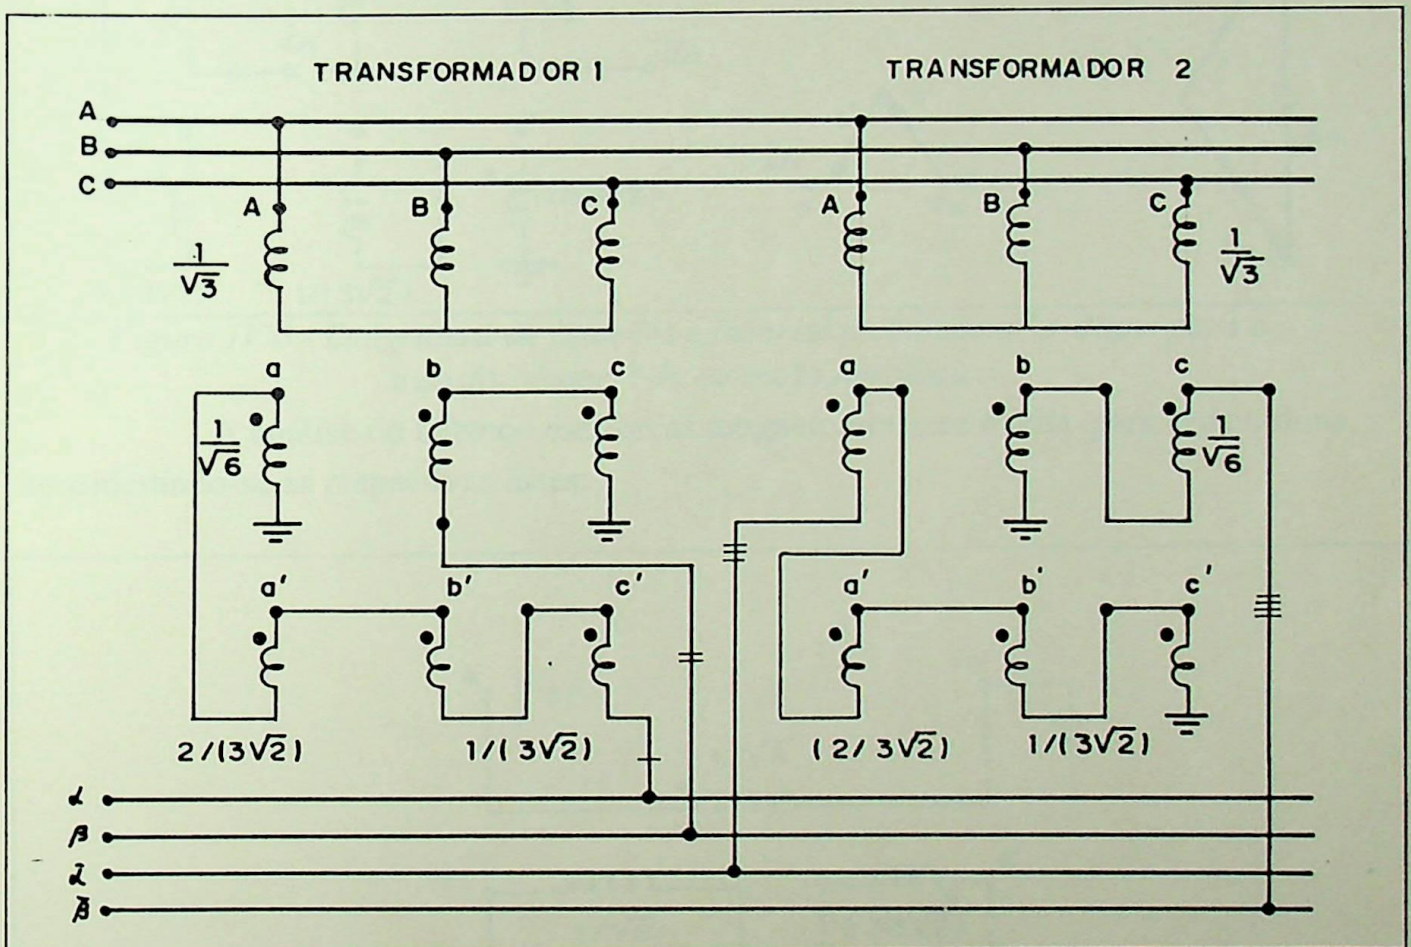 TRANSFORMADOR 1 TRANSFORMADOR 2
A
B
C
A B C A B C
1/√3 1/√3
a b c a b c
1/√6 1/√6
a' b' c' a' b' c'
2/(3√2) 1/(3√2) (2/3√2) 1/(3√2)
α
β
ᾱ
β̄